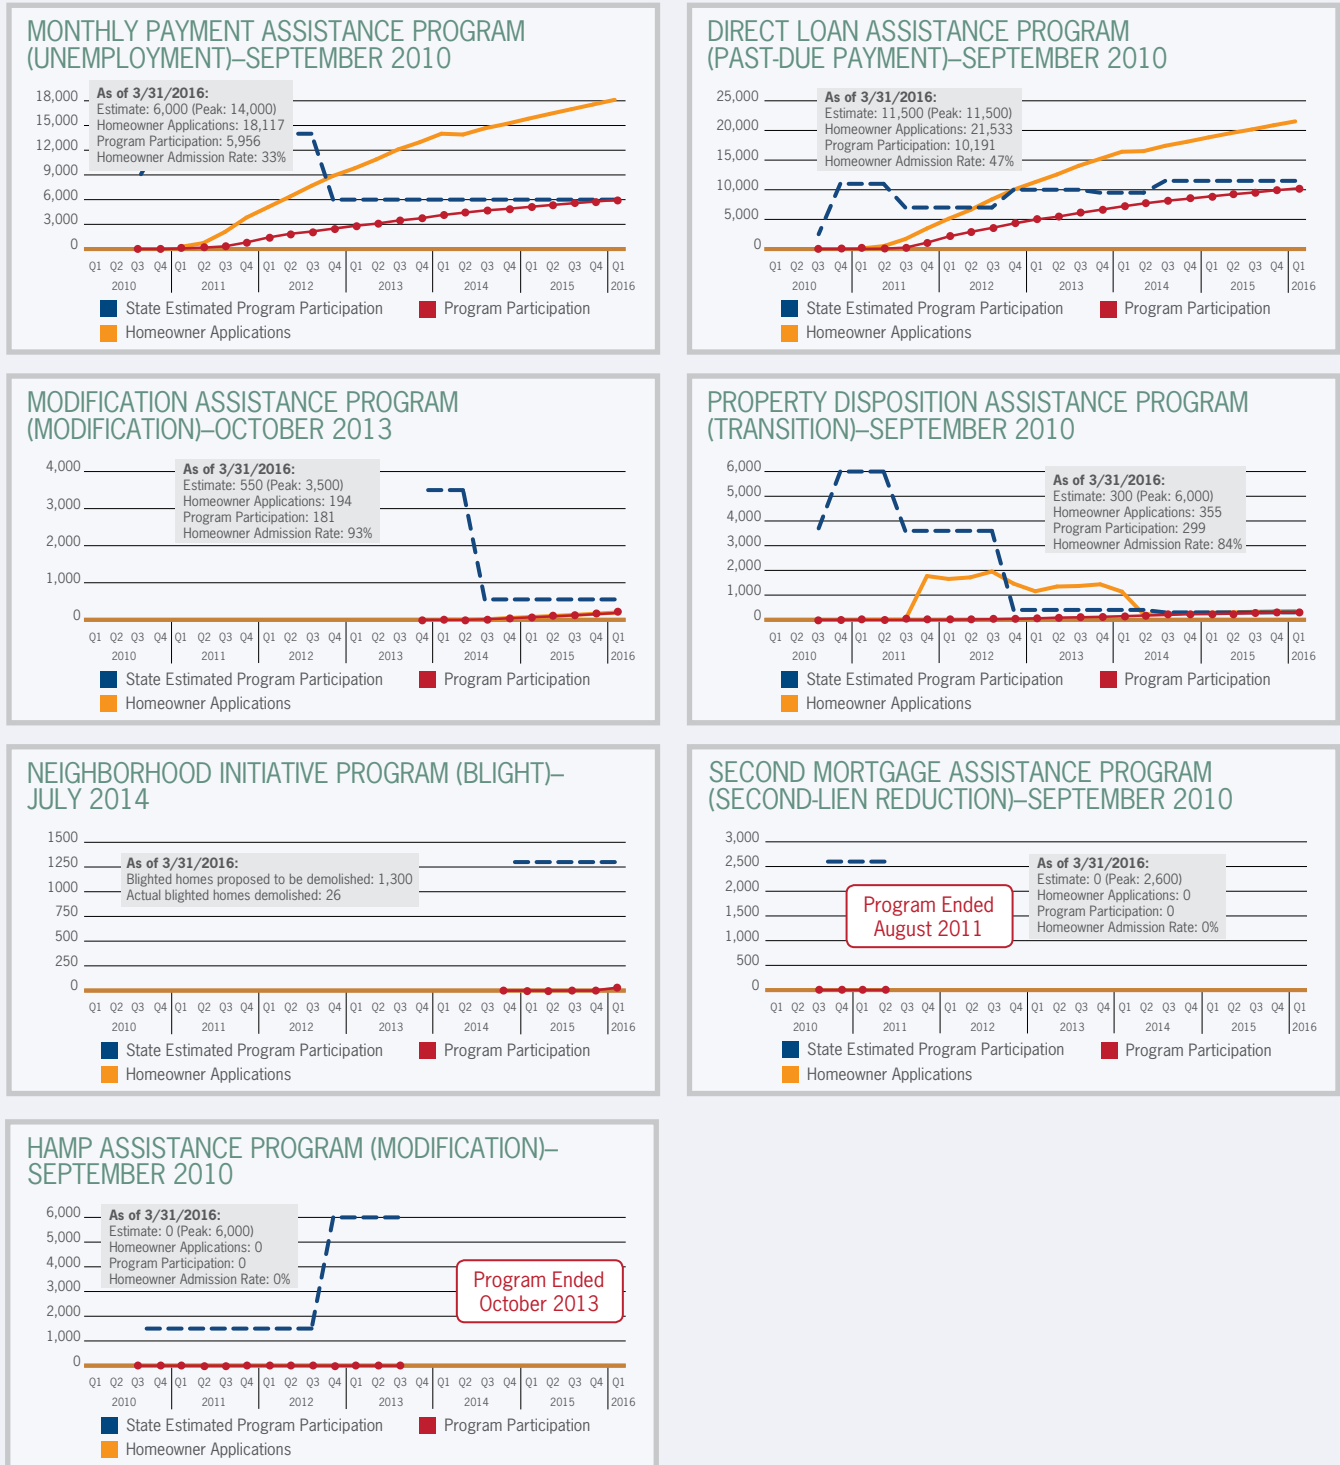 MONTHLY PAYMENT ASSISTANCE PROGRAM
(UNEMPLOYMENT)–SEPTEMBER 2010
As of 3/31/2016:
Estimate: 6,000 (Peak: 14,000)
Homeowner Applications: 18,117
Program Participation: 5,956
Homeowner Admission Rate: 33%
18,000
15,000
12,000
9,000
6,000
3,000
0
Q1 Q2 Q3 Q4 Q1 Q2 Q3 Q4 Q1 Q2 Q3 Q4 Q1 Q2 Q3 Q4 Q1 Q2 Q3 Q4 Q1 Q2 Q3 Q4 Q1
2010 2011 2012 2013 2014 2015 2016
State Estimated Program Participation Program Participation
Homeowner Applications
DIRECT LOAN ASSISTANCE PROGRAM
(PAST-DUE PAYMENT)–SEPTEMBER 2010
As of 3/31/2016:
Estimate: 11,500 (Peak: 11,500)
Homeowner Applications: 21,533
Program Participation: 10,191
Homeowner Admission Rate: 47%
25,000
20,000
15,000
10,000
5,000
0
Q1 Q2 Q3 Q4 Q1 Q2 Q3 Q4 Q1 Q2 Q3 Q4 Q1 Q2 Q3 Q4 Q1 Q2 Q3 Q4 Q1 Q2 Q3 Q4 Q1
2010 2011 2012 2013 2014 2015 2016
State Estimated Program Participation Program Participation
Homeowner Applications
MODIFICATION ASSISTANCE PROGRAM
(MODIFICATION)–OCTOBER 2013
As of 3/31/2016:
Estimate: 550 (Peak: 3,500)
Homeowner Applications: 194
Program Participation: 181
Homeowner Admission Rate: 93%
4,000
3,000
2,000
1,000
0
Q1 Q2 Q3 Q4 Q1 Q2 Q3 Q4 Q1 Q2 Q3 Q4 Q1 Q2 Q3 Q4 Q1 Q2 Q3 Q4 Q1 Q2 Q3 Q4 Q1
2010 2011 2012 2013 2014 2015 2016
State Estimated Program Participation Program Participation
Homeowner Applications
PROPERTY DISPOSITION ASSISTANCE PROGRAM
(TRANSITION)–SEPTEMBER 2010
As of 3/31/2016:
Estimate: 300 (Peak: 6,000)
Homeowner Applications: 355
Program Participation: 299
Homeowner Admission Rate: 84%
6,000
5,000
4,000
3,000
2,000
1,000
0
Q1 Q2 Q3 Q4 Q1 Q2 Q3 Q4 Q1 Q2 Q3 Q4 Q1 Q2 Q3 Q4 Q1 Q2 Q3 Q4 Q1 Q2 Q3 Q4 Q1
2010 2011 2012 2013 2014 2015 2016
State Estimated Program Participation Program Participation
Homeowner Applications
NEIGHBORHOOD INITIATIVE PROGRAM (BLIGHT)–
JULY 2014
As of 3/31/2016:
Blighted homes proposed to be demolished: 1,300
Actual blighted homes demolished: 26
1500
1250
1000
750
500
250
0
Q1 Q2 Q3 Q4 Q1 Q2 Q3 Q4 Q1 Q2 Q3 Q4 Q1 Q2 Q3 Q4 Q1 Q2 Q3 Q4 Q1 Q2 Q3 Q4 Q1
2010 2011 2012 2013 2014 2015 2016
State Estimated Program Participation Program Participation
Homeowner Applications
SECOND MORTGAGE ASSISTANCE PROGRAM
(SECOND-LIEN REDUCTION)–SEPTEMBER 2010
As of 3/31/2016:
Estimate: 0 (Peak: 2,600)
Homeowner Applications: 0
Program Participation: 0
Homeowner Admission Rate: 0%
Program Ended
August 2011
3,000
2,500
2,000
1,500
1,000
500
0
Q1 Q2 Q3 Q4 Q1 Q2 Q3 Q4 Q1 Q2 Q3 Q4 Q1 Q2 Q3 Q4 Q1 Q2 Q3 Q4 Q1 Q2 Q3 Q4 Q1
2010 2011 2012 2013 2014 2015 2016
State Estimated Program Participation Program Participation
Homeowner Applications
HAMP ASSISTANCE PROGRAM (MODIFICATION)–
SEPTEMBER 2010
As of 3/31/2016:
Estimate: 0 (Peak: 6,000)
Homeowner Applications: 0
Program Participation: 0
Homeowner Admission Rate: 0%
Program Ended
October 2013
6,000
5,000
4,000
3,000
2,000
1,000
0
Q1 Q2 Q3 Q4 Q1 Q2 Q3 Q4 Q1 Q2 Q3 Q4 Q1 Q2 Q3 Q4 Q1 Q2 Q3 Q4 Q1 Q2 Q3 Q4 Q1
2010 2011 2012 2013 2014 2015 2016
State Estimated Program Participation Program Participation
Homeowner Applications